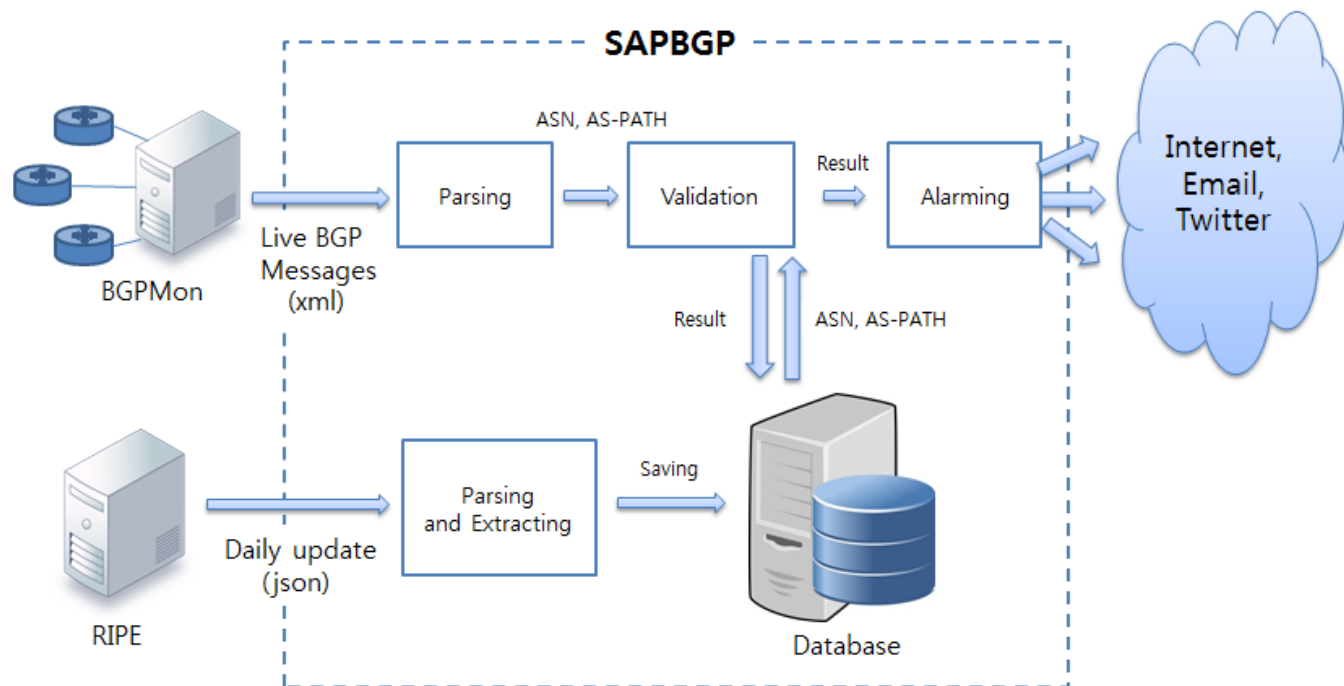 SAPBGP
ASN, AS-PATH
Parsing
Validation
Result
Alarming
Internet,
Email,
Twitter
Live BGP
Messages
(xml)
BGPMon
Result
ASN, AS-PATH
Parsing
and Extracting
Saving
Daily update
(json)
RIPE
Database